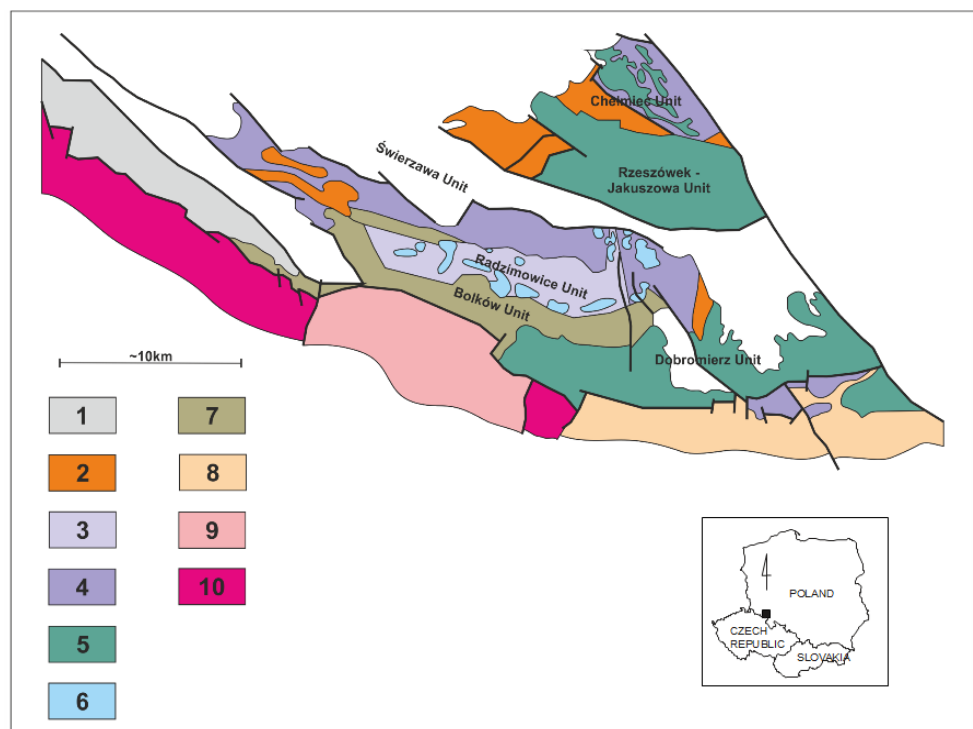 Chełmiec Unit
Świerzawa Unit
Rzeszówek -
Jakuszowa Unit
Radzimowice Unit
Bolków Unit
Dobromierz Unit
~10km
1
2
3
4
5
6
7
8
9
10
POLAND
CZECH
REPUBLIC
SLOVAKIA